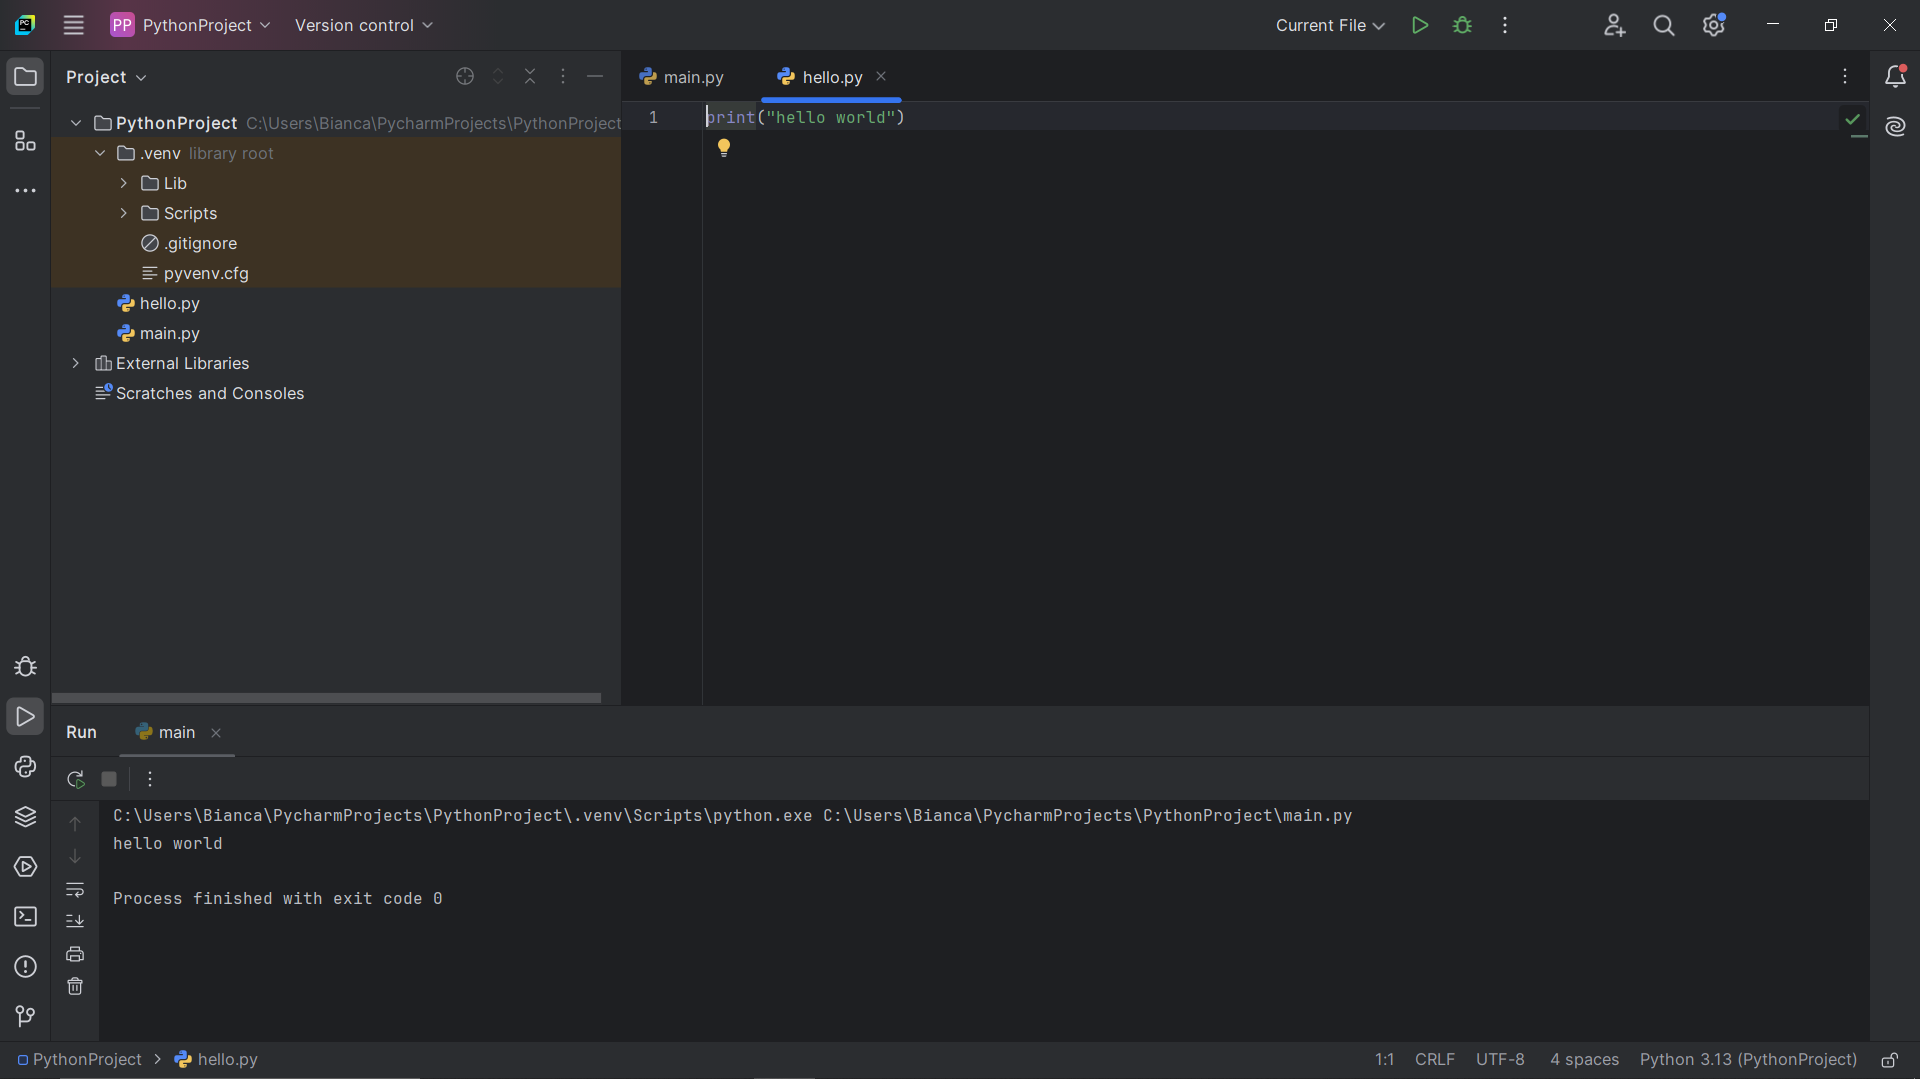 PC
PP PythonProject Version control Current File
Project main.py hello.py
PythonProject C:\Users\Bianca\PycharmProjects\PythonProject
.venv library root
Lib
Scripts
.gitignore
pyvenv.cfg
hello.py
main.py
External Libraries
Scratches and Consoles
1 print("hello world")
Run main
C:\Users\Bianca\PycharmProjects\PythonProject\.venv\Scripts\python.exe C:\Users\Bianca\PycharmProjects\PythonProject\main.py
hello world
Process finished with exit code 0
PythonProject hello.py 1:1 CRLF UTF-8 4 spaces Python 3.13 (PythonProject)